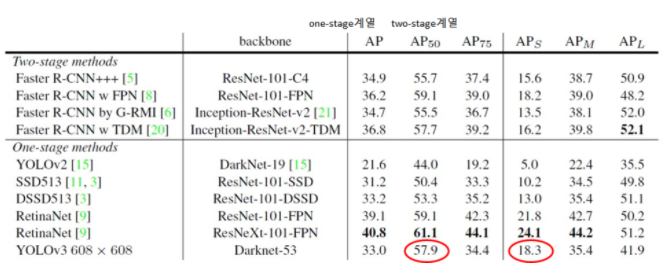 one-stage계열 two-stage계열
backbone AP AP50 AP75 APS APM APL
Two-stage methods
Faster R-CNN+++ [5] ResNet-101-C4 34.9 55.7 37.4 15.6 38.7 50.9
Faster R-CNN w FPN [8] ResNet-101-FPN 36.2 59.1 39.0 18.2 39.0 48.2
Faster R-CNN by G-RMI [6] Inception-ResNet-v2 [21] 34.7 55.5 36.7 13.5 38.1 52.0
Faster R-CNN w TDM [20] Inception-ResNet-v2-TDM 36.8 57.7 39.2 16.2 39.8 52.1
One-stage methods
YOLOv2 [15] DarkNet-19 [15] 21.6 44.0 19.2 5.0 22.4 35.5
SSD513 [11, 3] ResNet-101-SSD 31.2 50.4 33.3 10.2 34.5 49.8
DSSD513 [3] ResNet-101-DSSD 33.2 53.3 35.2 13.0 35.4 51.1
RetinaNet [9] ResNet-101-FPN 39.1 59.1 42.3 21.8 42.7 50.2
RetinaNet [9] ResNeXt-101-FPN 40.8 61.1 44.1 24.1 44.2 51.2
YOLOv3 608 × 608 Darknet-53 33.0 57.9 34.4 18.3 35.4 41.9